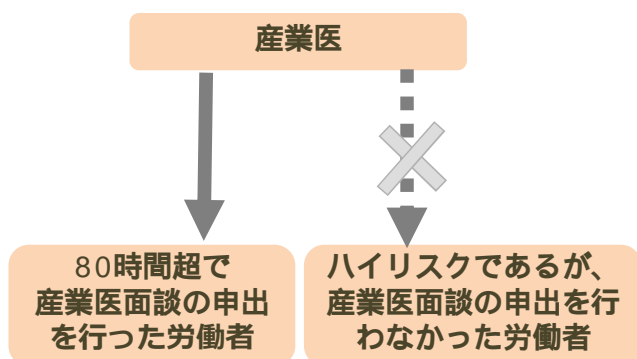 産業医
80時間超で
産業医面談の申出
を行った労働者
ハイリスクであるが、
産業医面談の申出を行
わなかった労働者